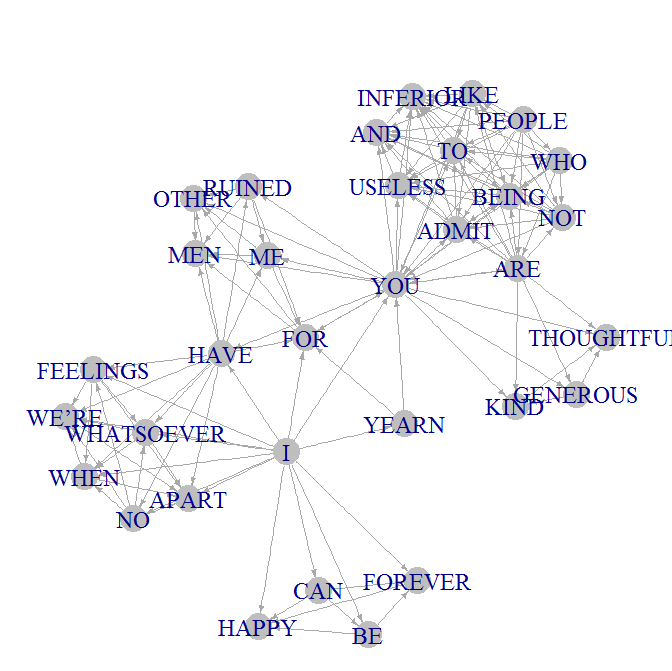 INFERIOR
LIKE
PEOPLE
AND
TO
WHO
RUINED
USELESS
BEING
OTHER
NOT
ADMIT
MEN
ME
ARE
YOU
FOR
THOUGHTFUL
HAVE
FEELINGS
GENEROUS
KIND
WE'RE
WHATSOEVER
YEARN
I
WHEN
APART
NO
FOREVER
CAN
HAPPY
BE